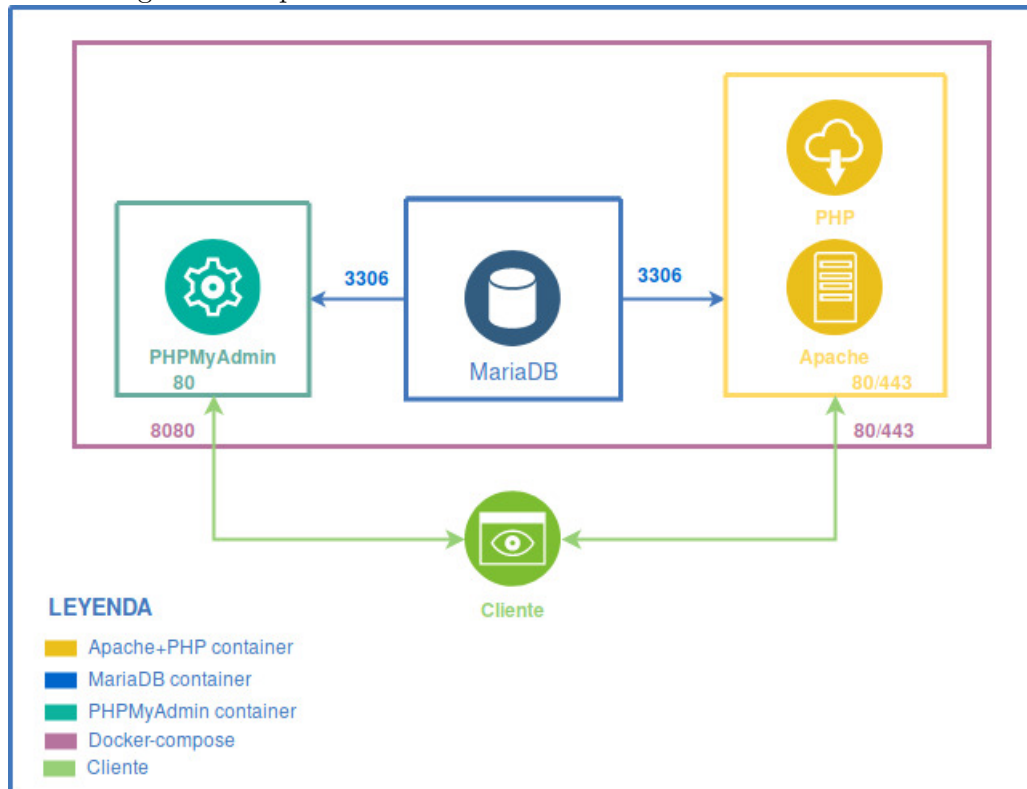 PHP
3306
3306
PHPMyAdmin
80
MariaDB
Apache
80/443
8080
80/443
Cliente
LEYENDA
Apache+PHP container
MariaDB container
PHPMyAdmin container
Docker-compose
Cliente